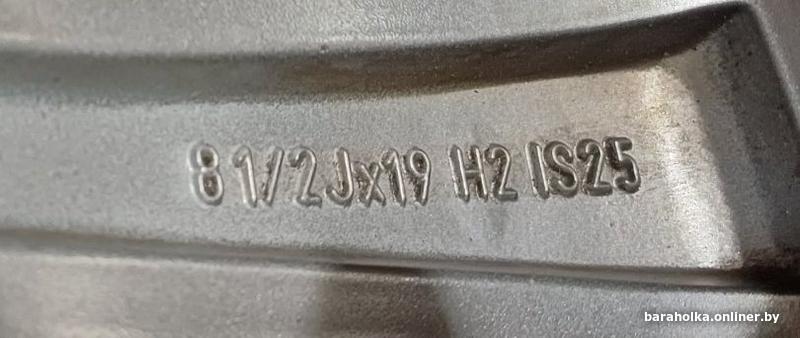 8 1/2Jx19 H2 IS25
baraholka.onliner.by